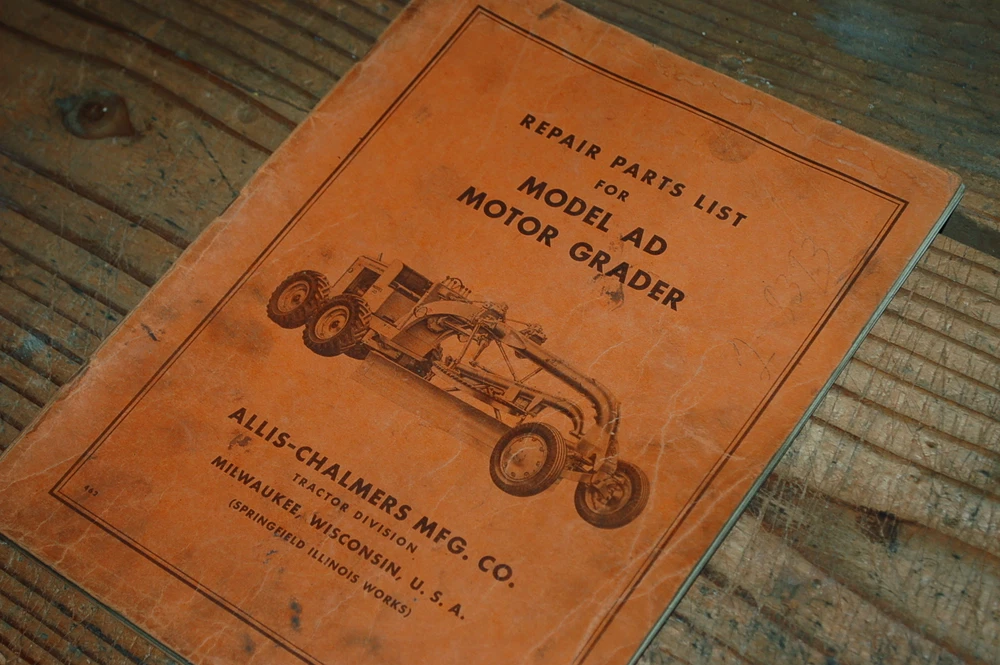 REPAIR PARTS LIST
FOR
MODEL AD
MOTOR GRADER
ALLIS-CHALMERS MFG. CO.
TRACTOR DIVISION
MILWAUKEE, WISCONSIN, U. S. A.
(SPRINGFIELD ILLINOIS WORKS)